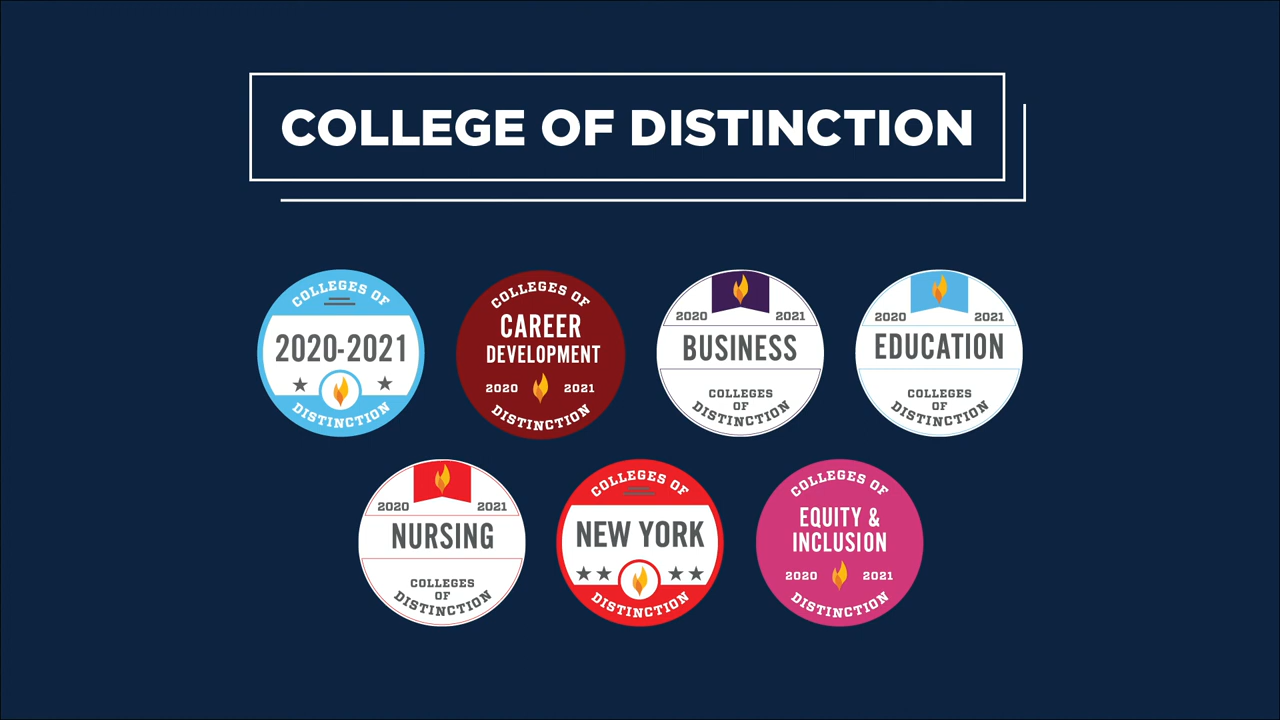 COLLEGE OF DISTINCTION
COLLEGES OF
2020-2021
DISTINCTION
COLLEGES OF
CAREER
DEVELOPMENT
2020 2021
DISTINCTION
2020 2021
BUSINESS
COLLEGES
OF
DISTINCTION
2020 2021
EDUCATION
COLLEGES
OF
DISTINCTION
2020 2021
NURSING
COLLEGES
OF
DISTINCTION
COLLEGES OF
NEW YORK
DISTINCTION
COLLEGES OF
EQUITY &
INCLUSION
2020 2021
DISTINCTION